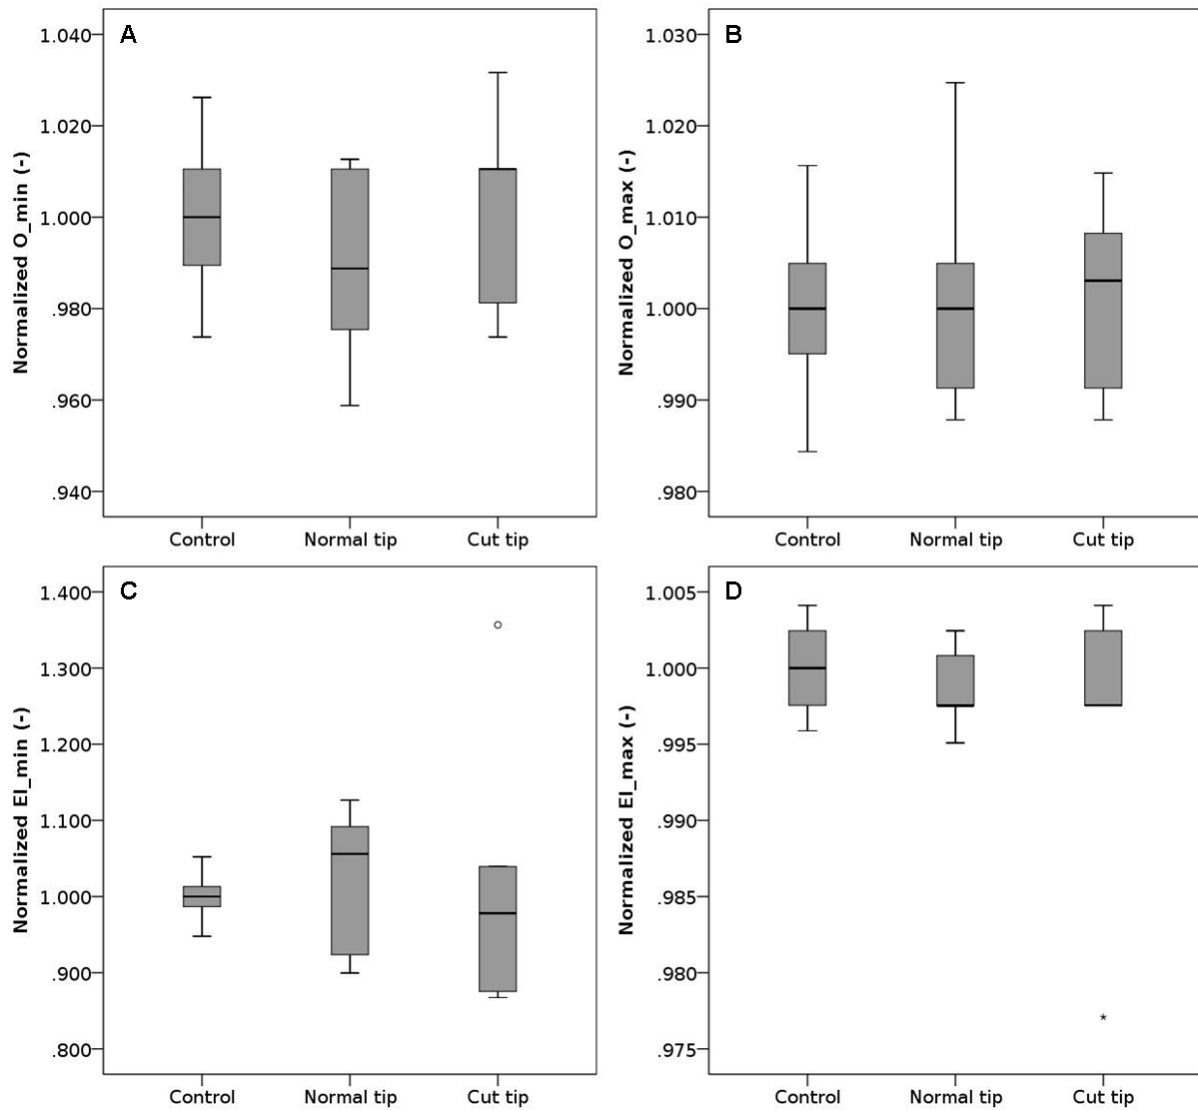 A
Normalized O_min (-)
1.040
1.020
1.000
.980
.960
.940
Control Normal tip Cut tip
B
Normalized O_max (-)
1.030
1.020
1.010
1.000
.990
.980
Control Normal tip Cut tip
C
Normalized EI_min (-)
1.400
1.300
1.200
1.100
1.000
.900
.800
Control Normal tip Cut tip
D
Normalized EI_max (-)
1.005
1.000
.995
.990
.985
.980
.975
Control Normal tip Cut tip